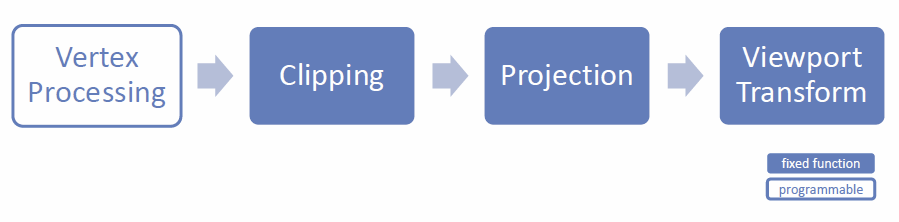 Vertex
Processing
Clipping
Projection
Viewport
Transform
fixed function
programmable